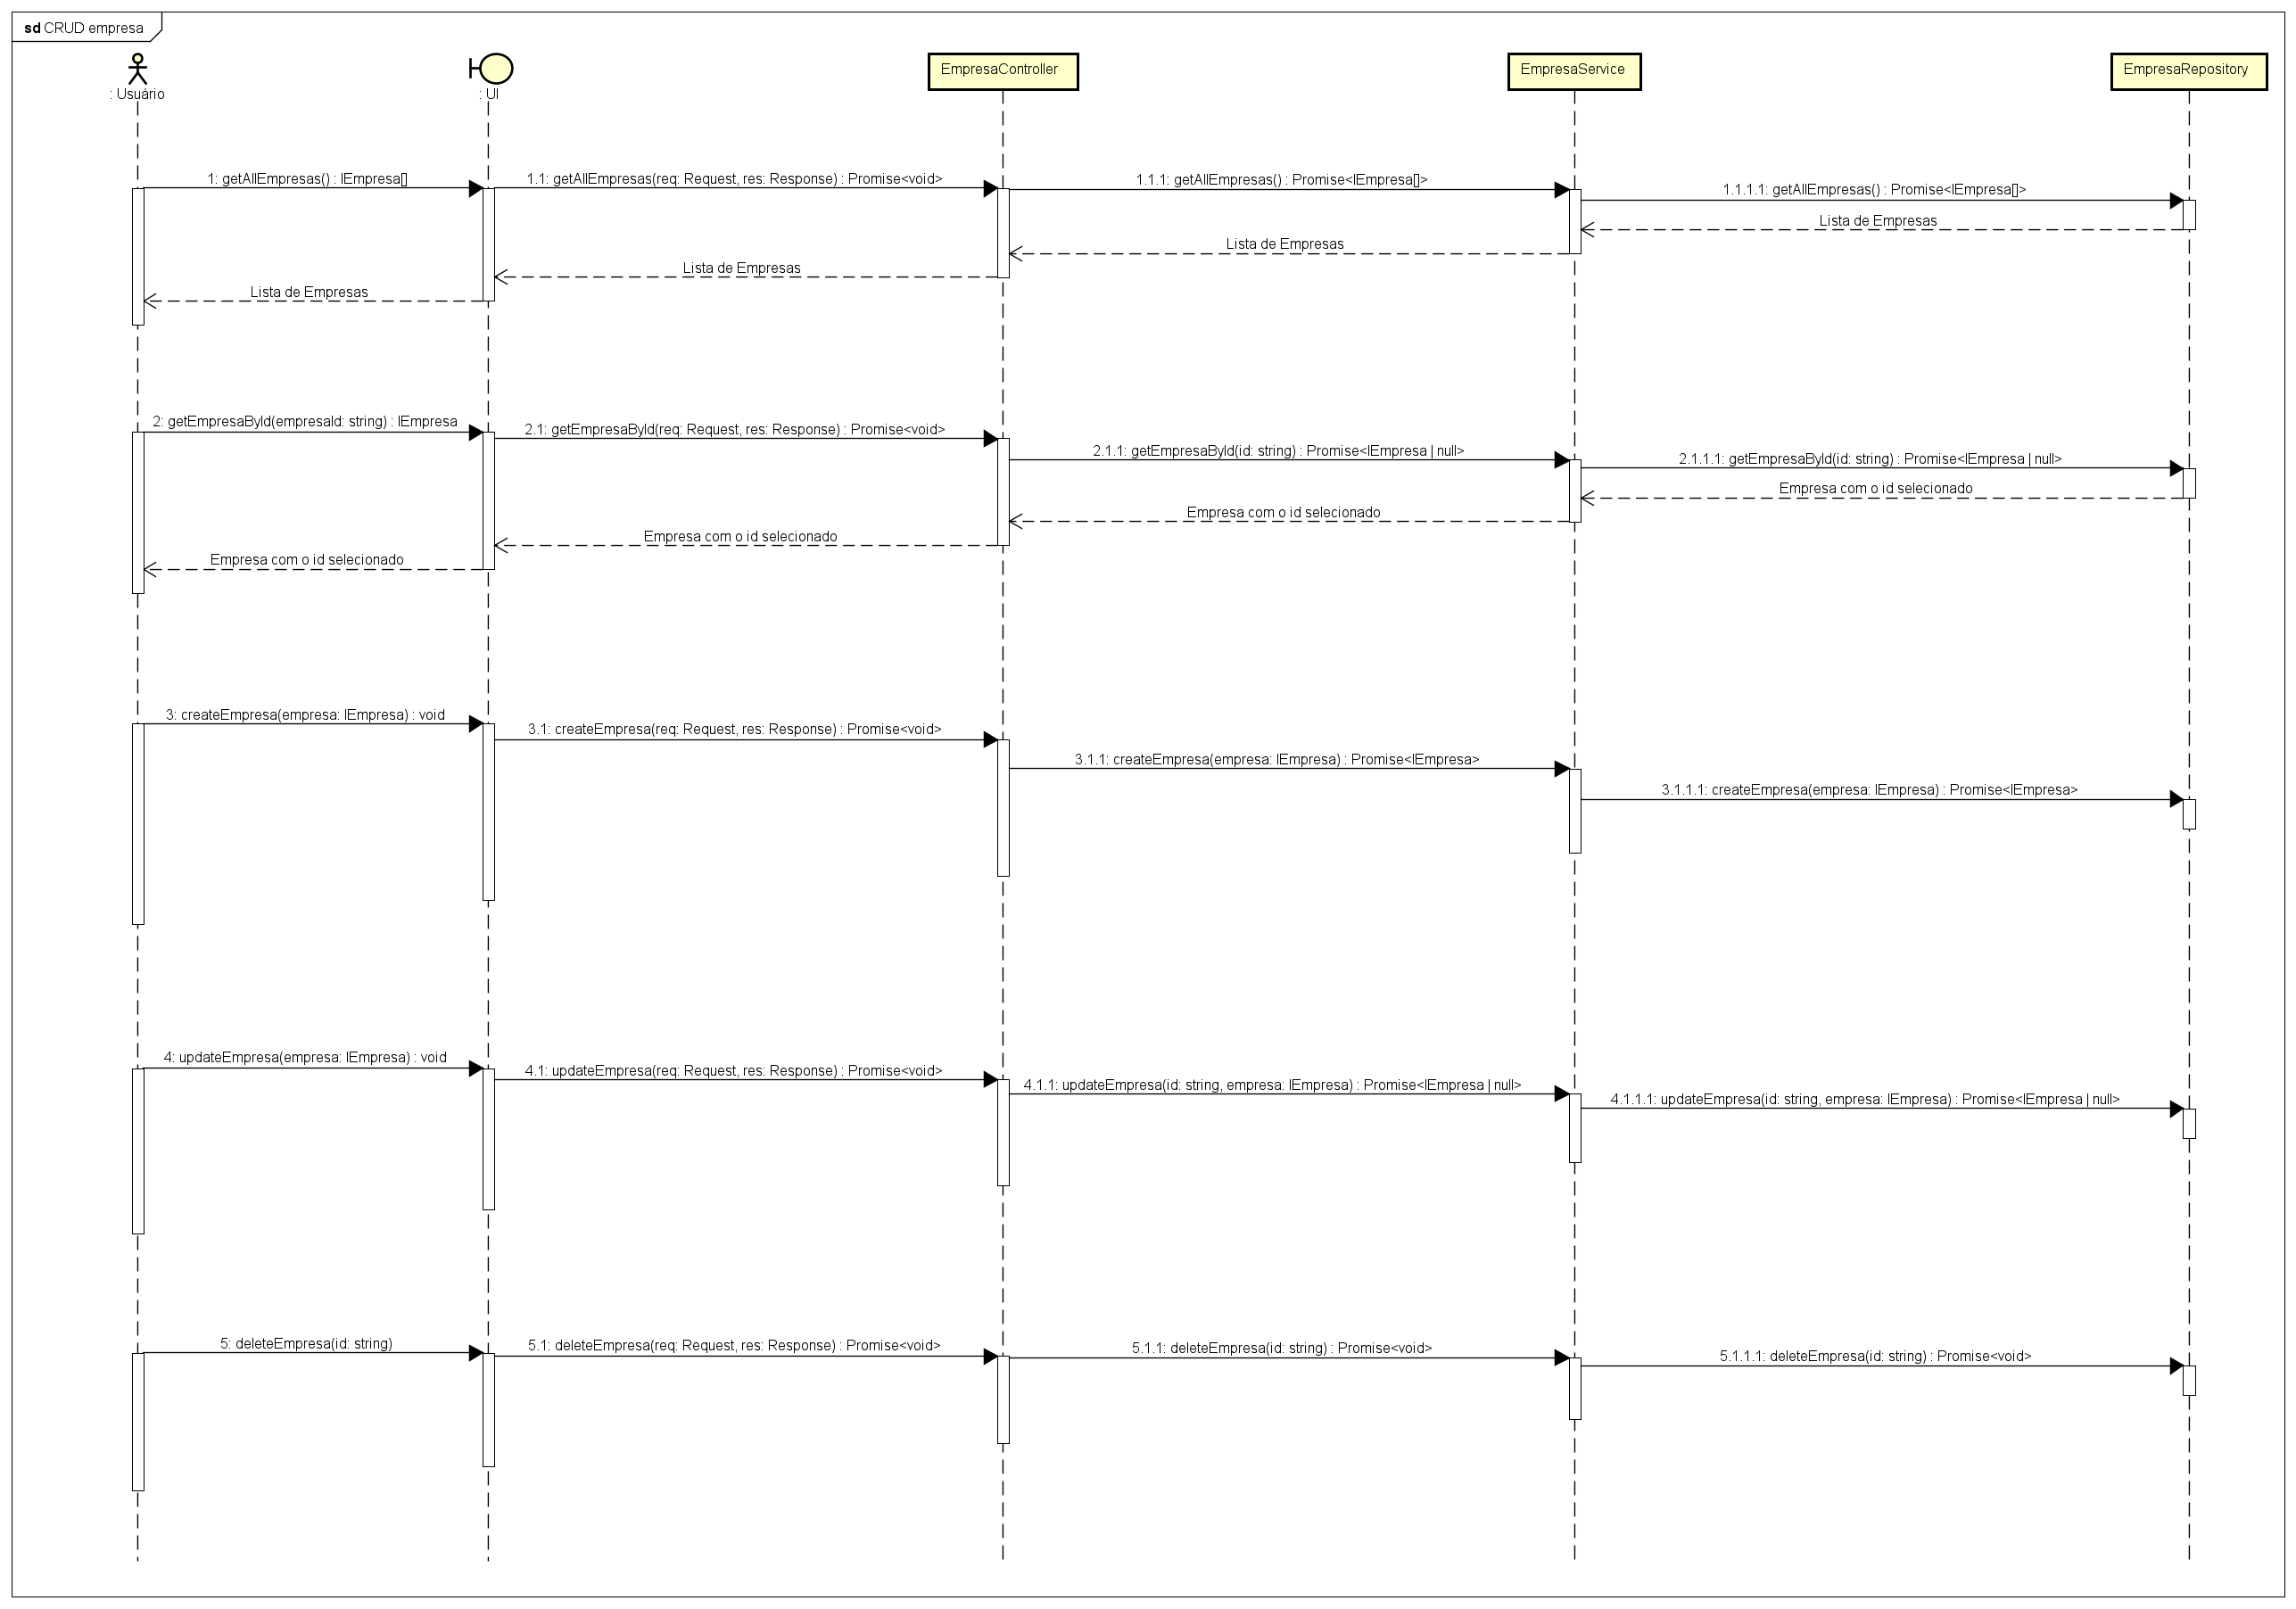 sd CRUD empresa
: Usuário
: UI
EmpresaController
EmpresaService
EmpresaRepository
1: getAllEmpresas() : IEmpresa[]
1.1: getAllEmpresas(req: Request, res: Response) : Promise<void>
1.1.1: getAllEmpresas() : Promise<IEmpresa[]>
1.1.1.1: getAllEmpresas() : Promise<IEmpresa[]>
Lista de Empresas
Lista de Empresas
Lista de Empresas
Lista de Empresas
2: getEmpresaById(empresaId: string) : IEmpresa
2.1: getEmpresaById(req: Request, res: Response) : Promise<void>
2.1.1: getEmpresaById(id: string) : Promise<IEmpresa | null>
2.1.1.1: getEmpresaById(id: string) : Promise<IEmpresa | null>
Empresa com o id selecionado
Empresa com o id selecionado
Empresa com o id selecionado
Empresa com o id selecionado
3: createEmpresa(empresa: IEmpresa) : void
3.1: createEmpresa(req: Request, res: Response) : Promise<void>
3.1.1: createEmpresa(empresa: IEmpresa) : Promise<IEmpresa>
3.1.1.1: createEmpresa(empresa: IEmpresa) : Promise<IEmpresa>
4: updateEmpresa(empresa: IEmpresa) : void
4.1: updateEmpresa(req: Request, res: Response) : Promise<void>
4.1.1: updateEmpresa(id: string, empresa: IEmpresa) : Promise<IEmpresa | null>
4.1.1.1: updateEmpresa(id: string, empresa: IEmpresa) : Promise<IEmpresa | null>
5: deleteEmpresa(id: string)
5.1: deleteEmpresa(req: Request, res: Response) : Promise<void>
5.1.1: deleteEmpresa(id: string) : Promise<void>
5.1.1.1: deleteEmpresa(id: string) : Promise<void>